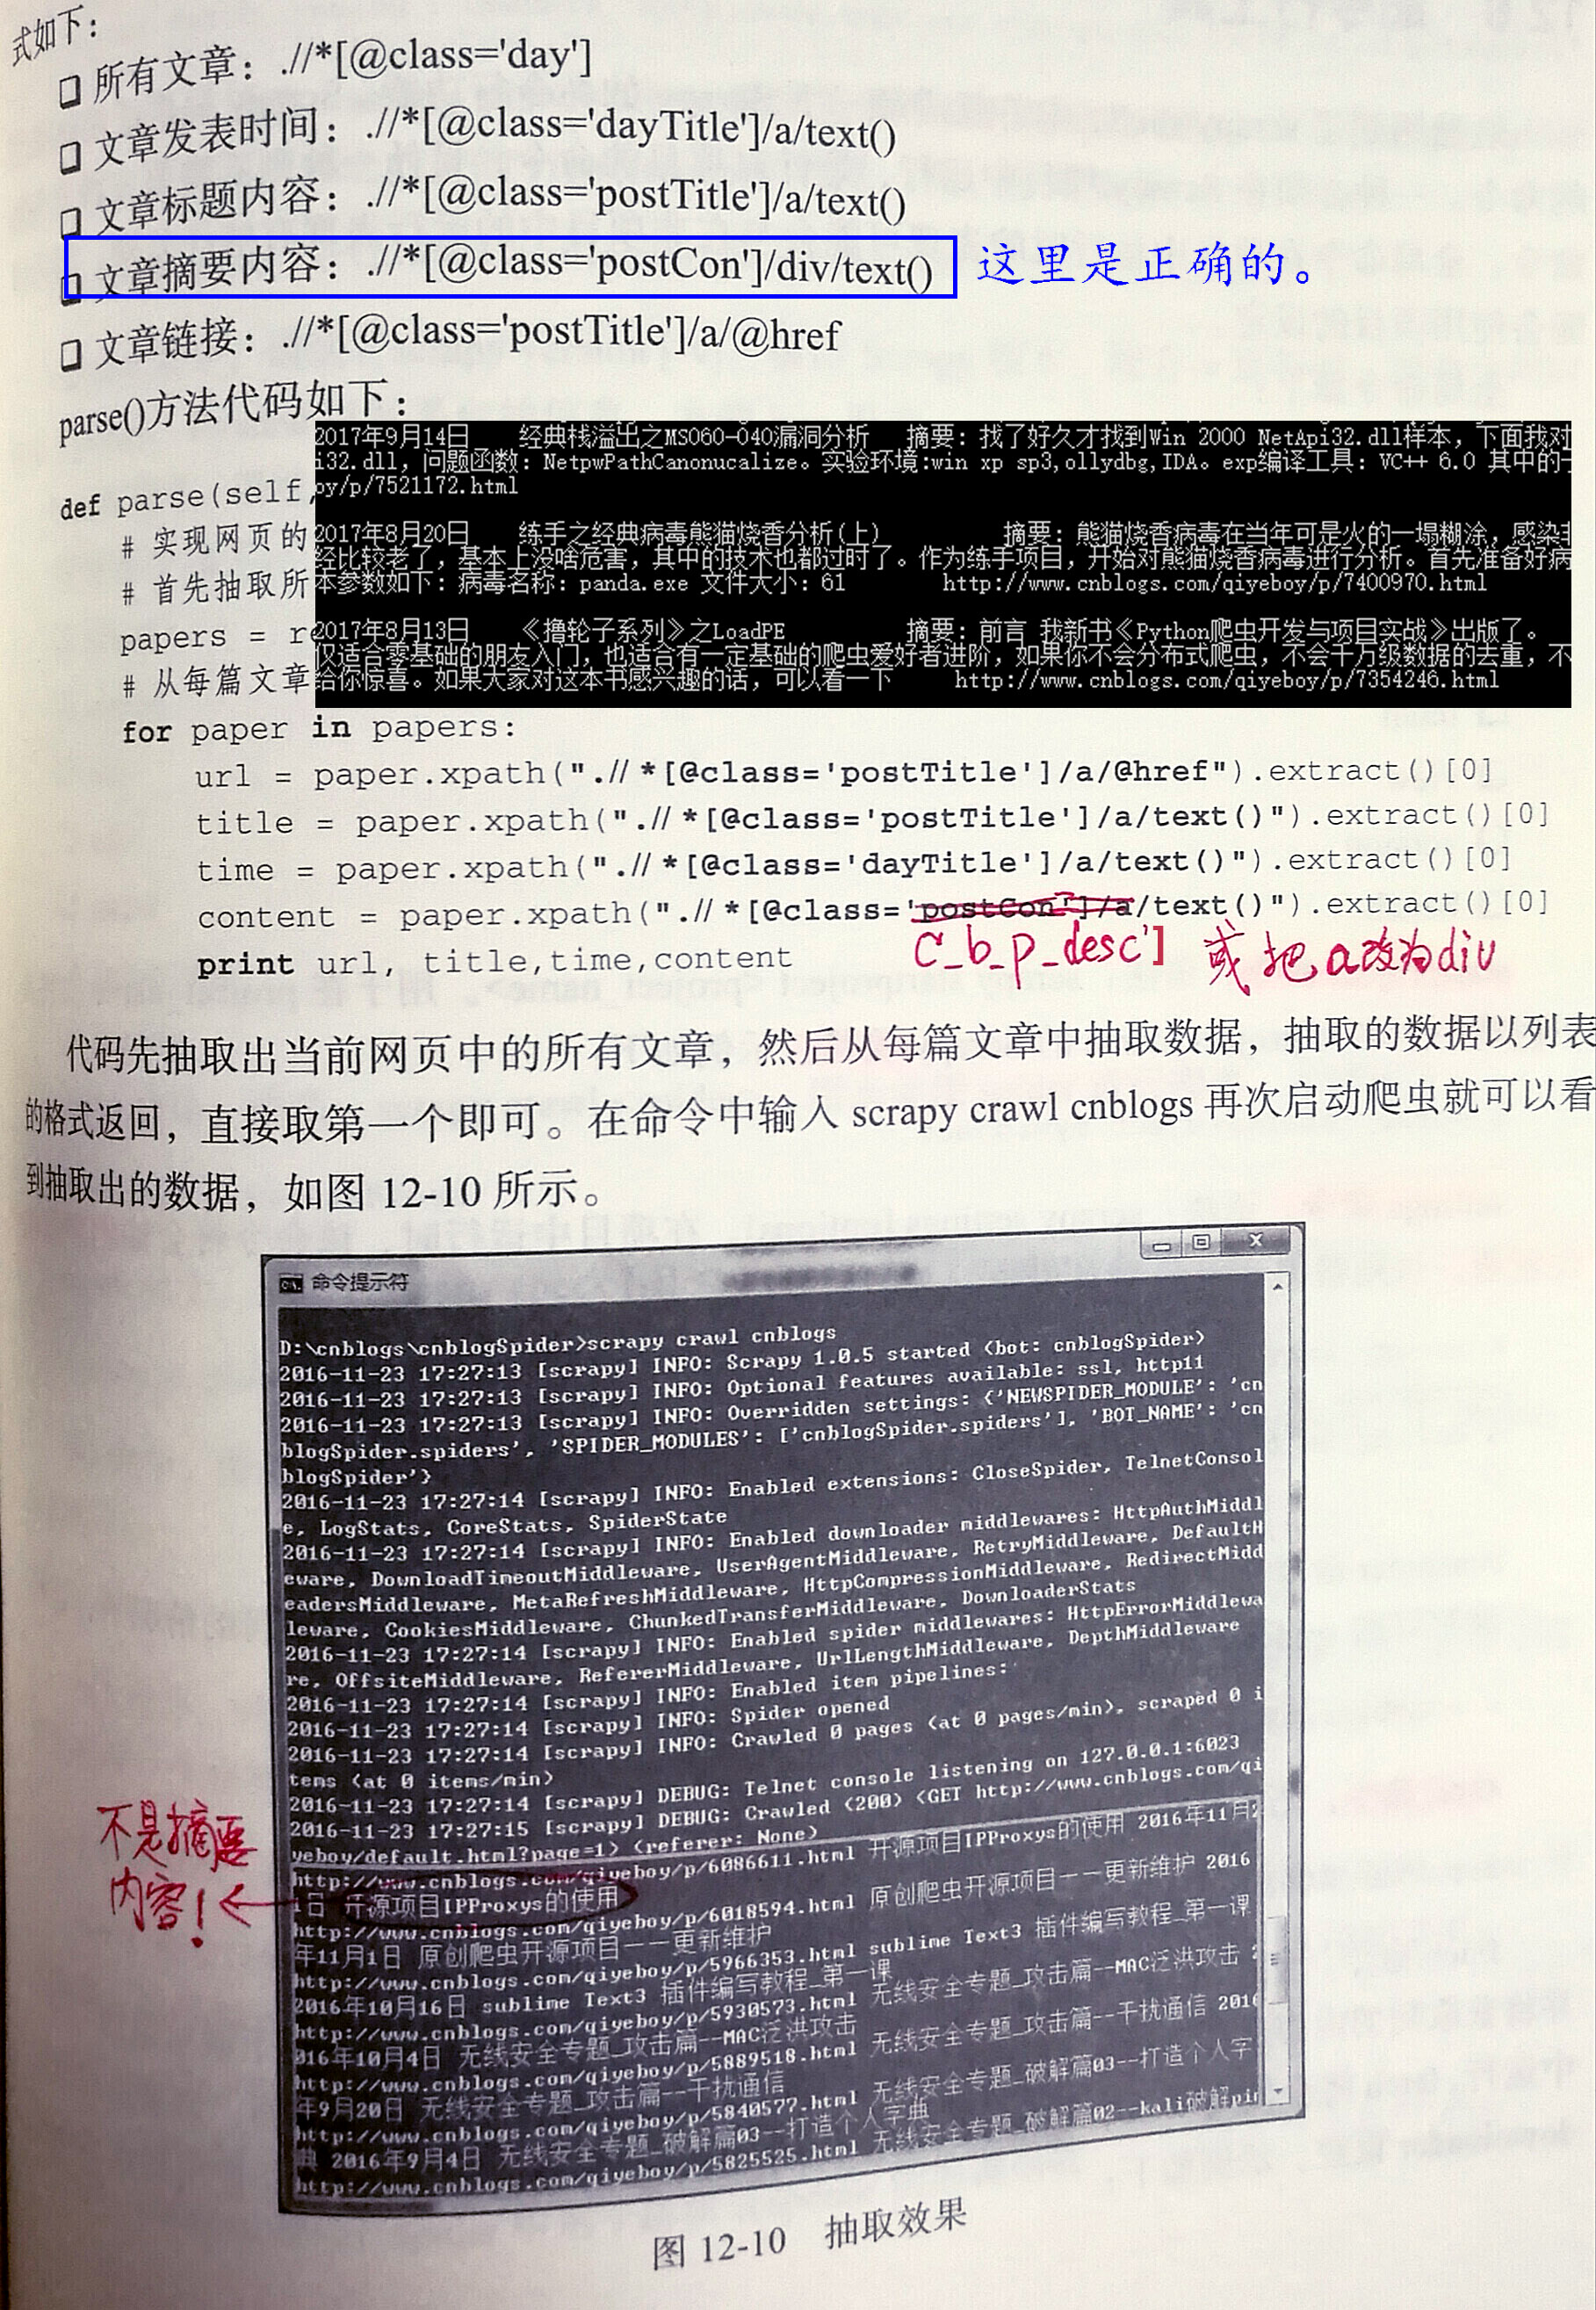 式如下：
❑ 所有文章：.//*[@class='day']
❑ 文章发表时间：.//*[@class='dayTitle']/a/text()
❑ 文章标题内容：.//*[@class='postTitle']/a/text()
❑ 文章摘要内容：.//*[@class='postCon']/div/text() 这里是正确的。
❑ 文章链接：.//*[@class='postTitle']/a/@href
parse()方法代码如下：
2017年9月14日 经典栈溢出之MS060-040漏洞分析 摘要: 找了好久才找到Win 2000 NetApi32.dll样本，下面我对
i32.dll, 问题函数: NetpwPathCanonucalize。实验环境:win xp sp3,ollydbg,IDA。exp编译工具: VC++ 6.0 其中的
py/p/7521172.html
2017年8月20日 练手之经典病毒熊猫烧香分析(上) 摘要: 熊猫烧香病毒在当年可是火的一塌糊涂，感染非
经比较老了，基本上没啥危害，其中的技术也都过时了。作为练手项目，开始对熊猫烧香病毒进行分析。首先准备好病
本参数如下: 病毒名称: panda.exe 文件大小: 61 http://www.cnblogs.com/qiyeboy/p/7400970.html
2017年8月13日 《撸轮子系列》之LoadPE 摘要: 前言 我新书《Python爬虫开发与项目实战》出版了。
仅适合零基础的朋友入门，也适合有一定基础的爬虫爱好者进阶，如果你不会分布式爬虫，不会千万级数据的去重，不
给你惊喜。如果大家对这本书感兴趣的话，可以看一下 http://www.cnblogs.com/qiyeboy/p/7354246.html
def parse(self,
# 实现网页的
# 首先抽取所
papers = re
# 从每篇文章
for paper in papers:
url = paper.xpath(".//*[@class='postTitle']/a/@href").extract()[0]
title = paper.xpath(".//*[@class='postTitle']/a/text()").extract()[0]
time = paper.xpath(".//*[@class='dayTitle']/a/text()").extract()[0]
content = paper.xpath(".//*[@class='postCon']/a/text()").extract()[0]
print url, title,time,content
c_b_p_desc'] 或把a改为div
代码先抽取出当前网页中的所有文章，然后从每篇文章中抽取数据，抽取的数据以列表
的格式返回，直接取第一个即可。在命令中输入 scrapy crawl cnblogs 再次启动爬虫就可以看
到抽取出的数据，如图 12-10 所示。
命令提示符
D:\cnblogs\cnblogSpider>scrapy crawl cnblogs
2016-11-23 17:27:13 [scrapy] INFO: Scrapy 1.0.5 started (bot: cnblogSpider)
2016-11-23 17:27:13 [scrapy] INFO: Optional features available: ssl, http11
2016-11-23 17:27:13 [scrapy] INFO: Overridden settings: {'NEWSPIDER_MODULE': 'cn
blogSpider.spiders', 'SPIDER_MODULES': ['cnblogSpider.spiders'], 'BOT_NAME': 'cn
blogSpider'}
2016-11-23 17:27:14 [scrapy] INFO: Enabled extensions: CloseSpider, TelnetConsol
e, LogStats, CoreStats, SpiderState
2016-11-23 17:27:14 [scrapy] INFO: Enabled downloader middlewares: HttpAuthMiddl
eware, DownloadTimeoutMiddleware, UserAgentMiddleware, RetryMiddleware, DefaultH
eadersMiddleware, MetaRefreshMiddleware, HttpCompressionMiddleware, RedirectMidd
leware, CookiesMiddleware, ChunkedTransferMiddleware, DownloaderStats
2016-11-23 17:27:14 [scrapy] INFO: Enabled spider middlewares: HttpErrorMiddlewa
re, OffsiteMiddleware, RefererMiddleware, UrlLengthMiddleware, DepthMiddleware
2016-11-23 17:27:14 [scrapy] INFO: Enabled item pipelines:
2016-11-23 17:27:14 [scrapy] INFO: Spider opened
2016-11-23 17:27:14 [scrapy] INFO: Crawled 0 pages (at 0 pages/min), scraped 0 i
tems (at 0 items/min)
2016-11-23 17:27:14 [scrapy] DEBUG: Telnet console listening on 127.0.0.1:6023
2016-11-23 17:27:15 [scrapy] DEBUG: Crawled (200) <GET http://www.cnblogs.com/qi
yeboy/default.html?page=1> (referer: None)
http://www.cnblogs.com/qiyeboy/p/6086611.html 开源项目IPProxys的使用 2016年11月2
1日 开源项目IPProxys的使用
不是摘要
内容！
http://www.cnblogs.com/qiyeboy/p/6018594.html 原创爬虫开源项目——更新维护 2016
年11月1日 原创爬虫开源项目——更新维护
http://www.cnblogs.com/qiyeboy/p/5966353.html sublime Text3 插件编写教程_第一课
2016年10月16日 sublime Text3 插件编写教程_第一课
http://www.cnblogs.com/qiyeboy/p/5930573.html 无线安全专题_攻击篇--MAC泛洪攻击 2
016年10月4日 无线安全专题_攻击篇--MAC泛洪攻击
http://www.cnblogs.com/qiyeboy/p/5889518.html 无线安全专题_攻击篇--干扰通信 2016
年9月20日 无线安全专题_攻击篇--干扰通信
http://www.cnblogs.com/qiyeboy/p/5840577.html 无线安全专题_破解篇03--打造个人字
典 2016年9月4日 无线安全专题_破解篇03--打造个人字典
http://www.cnblogs.com/qiyeboy/p/5825525.html 无线安全专题_破解篇02--kali破解pin
图 12-10 抽取效果